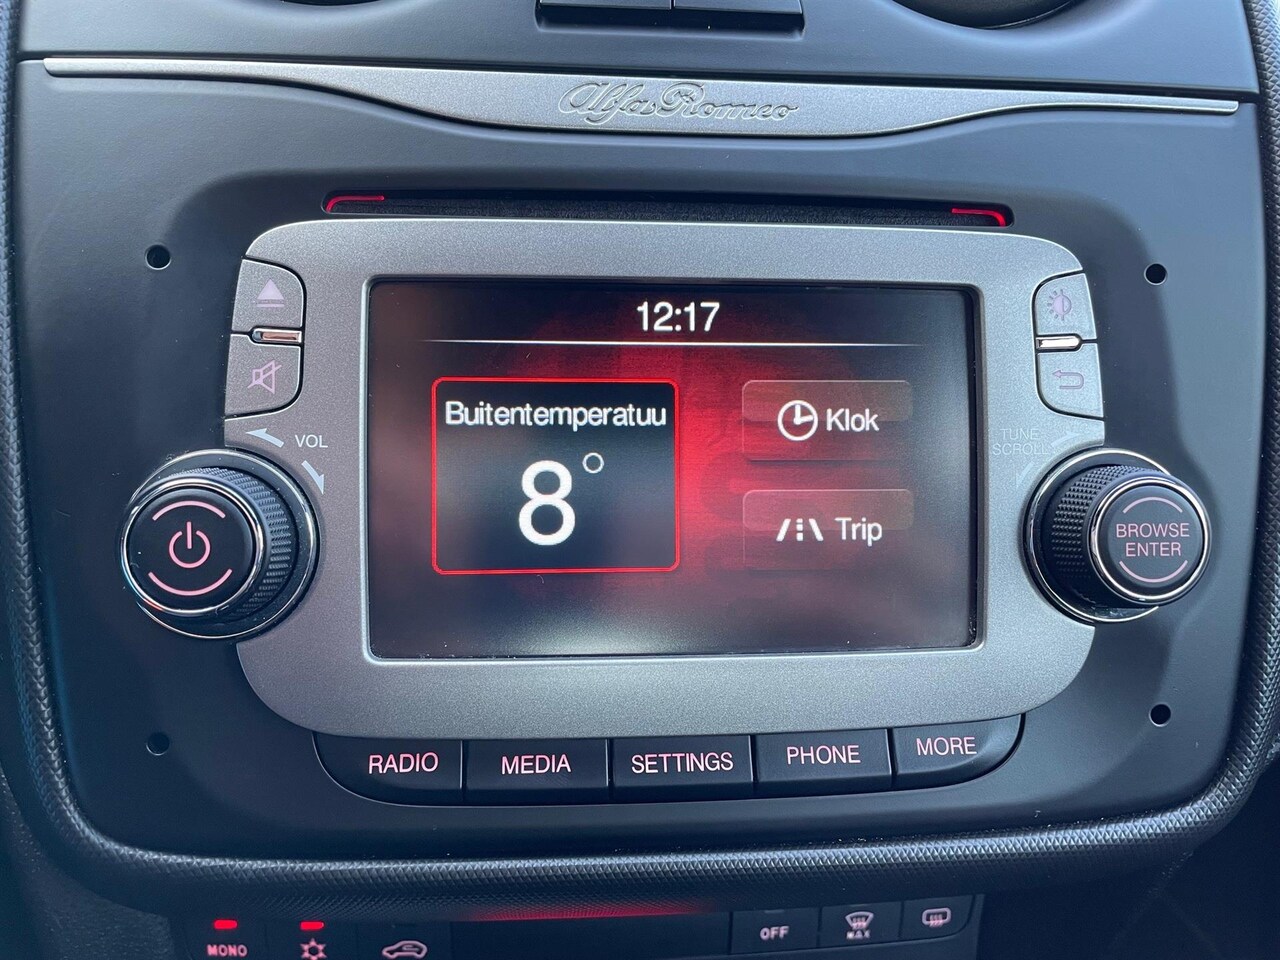 Alfa Romeo
12:17
Buitentemperatuu
8°
Klok
Trip
VOL
TUNE
SCROLL
BROWSE
ENTER
RADIO
MEDIA
SETTINGS
PHONE
MORE
MONO
OFF
MAX